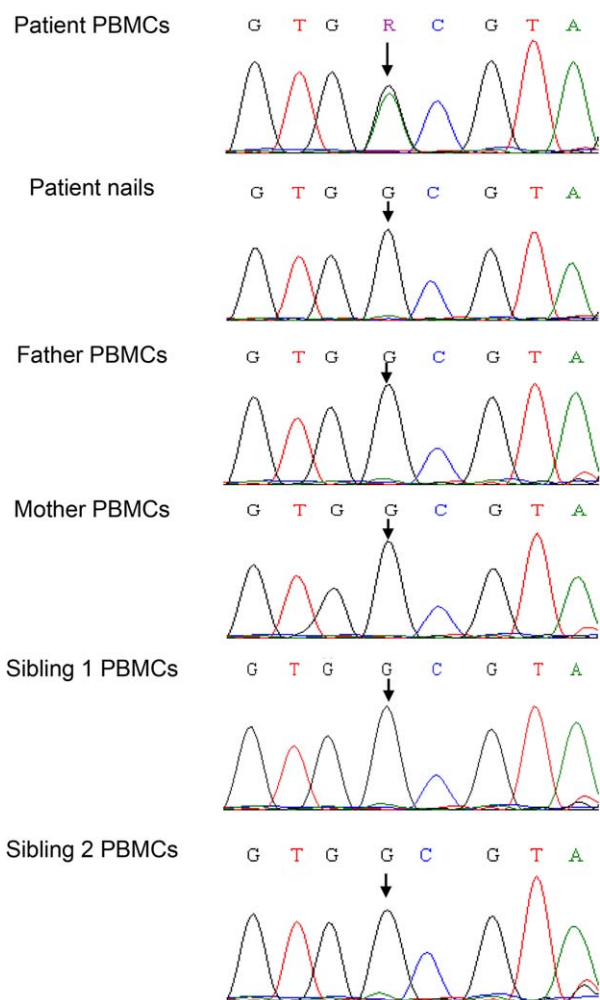 Patient PBMCs G T G R C G T A
Patient nails G T G G C G T A
Father PBMCs G T G G C G T A
Mother PBMCs G T G G C G T A
Sibling 1 PBMCs G T G G C G T A
Sibling 2 PBMCs G T G G C G T A